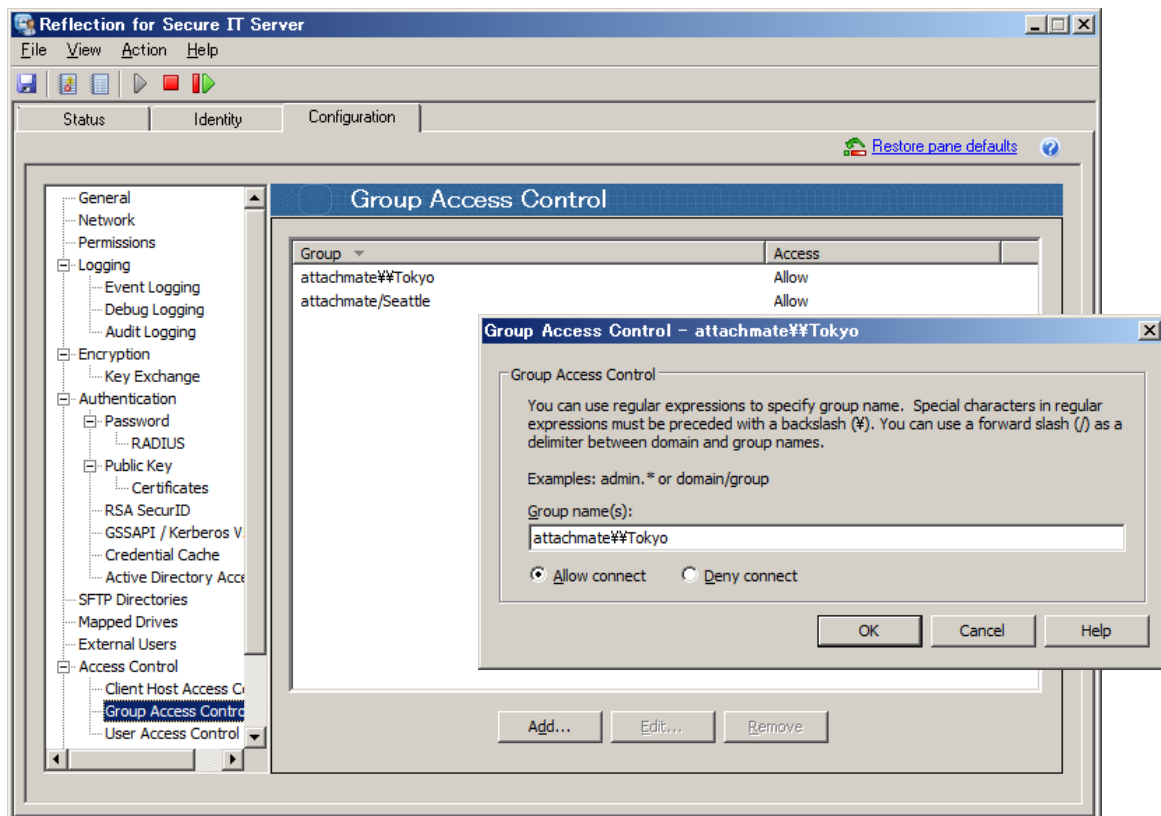 Reflection for Secure IT Server
File View Action Help
Status Identity Configuration
Restore pane defaults
General
Network
Permissions
Logging
Event Logging
Debug Logging
Audit Logging
Encryption
Key Exchange
Authentication
Password
RADIUS
Public Key
Certificates
RSA SecurID
GSSAPI / Kerberos V
Credential Cache
Active Directory Acce
SFTP Directories
Mapped Drives
External Users
Access Control
Client Host Access C
Group Access Contro
User Access Control
Group Access Control
Group Access
attachmate¥¥Tokyo Allow
attachmate/Seattle Allow
Add... Edit... Remove
Group Access Control - attachmate¥¥Tokyo
Group Access Control
You can use regular expressions to specify group name. Special characters in regular
expressions must be preceded with a backslash (¥). You can use a forward slash (/) as a
delimiter between domain and group names.
Examples: admin.* or domain/group
Group name(s):
attachmate¥¥Tokyo
Allow connect Deny connect
OK Cancel Help